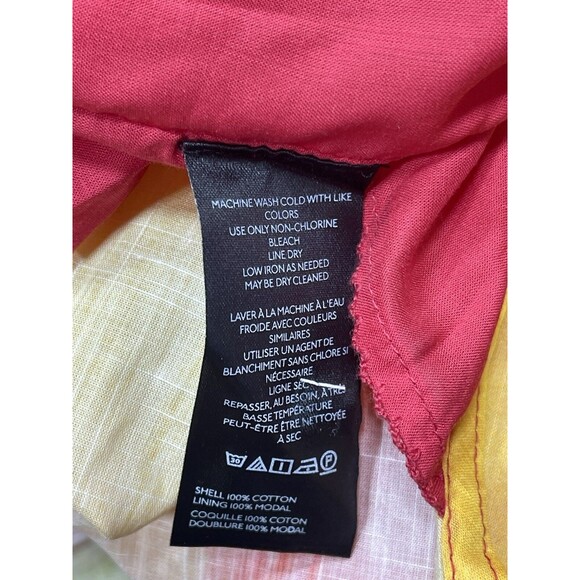 MACHINE WASH COLD WITH LIKE
COLORS
USE ONLY NON-CHLORINE
BLEACH
LINE DRY
LOW IRON AS NEEDED
MAY BE DRY CLEANED
LAVER À LA MACHINE À L'EAU
FROIDE AVEC COULEURS
SIMILAIRES
UTILISER UN AGENT DE
BLANCHIMENT SANS CHLORE SI
NÉCESSAIRE
LIGNE SEC
REPASSER, AU BESOIN, À TRÈS
BASSE TEMPÉRATURE
PEUT-ÊTRE ÊTRE NETTOYÉE
A SEC
30 P
SHELL 100% COTTON
LINING 100% MODAL
COQUILLE 100% COTON
DOUBLURE 100% MODAL